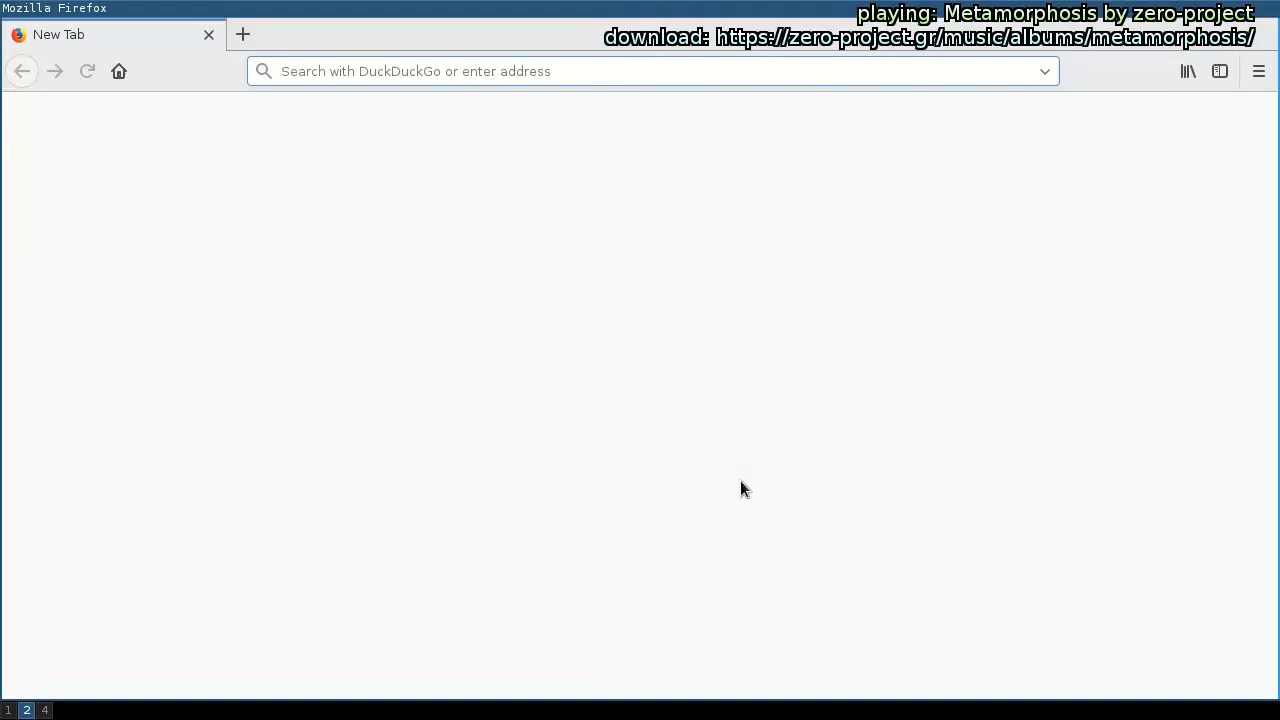 Mozilla Firefox
playing: Metamorphosis by zero-project
New Tab
download: https://zero-project.gr/music/albums/metamorphosis/
Search with DuckDuckGo or enter address
1 2 4